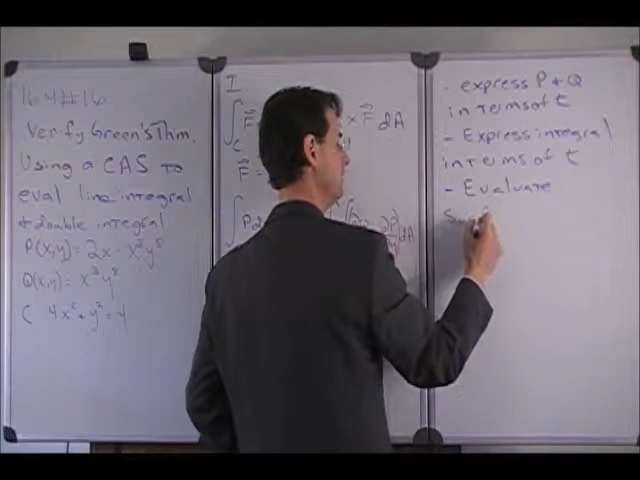 16.4#16
Verify Green's Thm.
Using a CAS to
eval line integral
+ double integral
P(x,y) = 2x - x³y⁵
Q(x,y) = x³y⁸
C 4x² + y² = 4
I.
∫C F⃗ × F⃗ dA
F⃗ =
∫ P dA
- express P + Q
in terms of t
- Express integral
in terms of t
- Evaluate